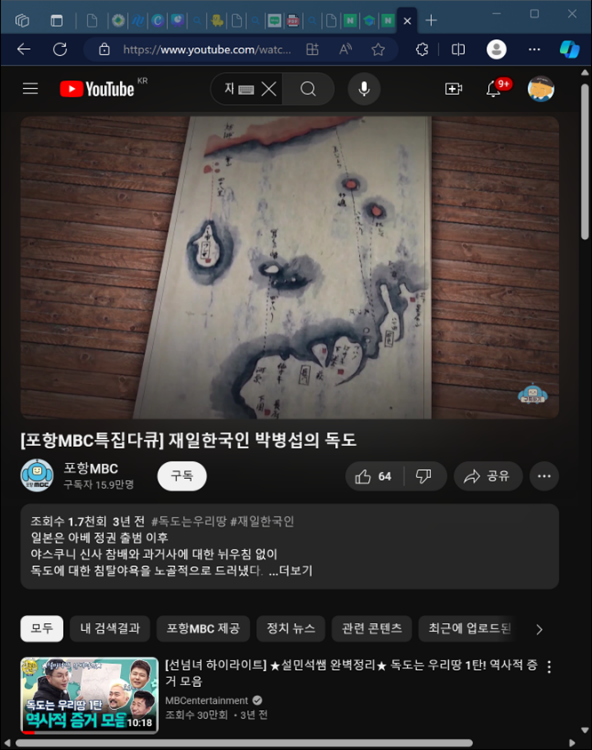 https://www.youtube.com/watc...
YouTube KR
지
9+
[포항MBC특집다큐] 재일한국인 박병섭의 독도
포항MBC
구독자 15.9만명
구독
64
공유
조회수 1.7천회 3년 전 #독도는우리땅 #재일한국인
일본은 아베 정권 출범 이후
야스쿠니 신사 참배와 과거사에 대한 뉘우침 없이
독도에 대한 침탈야욕을 노골적으로 드러냈다. ...더보기
모두
내 검색결과
포항MBC 제공
정치 뉴스
관련 콘텐츠
최근에 업로드된
독도는 우리땅 1탄
역사적 증거 모음
10:18
[선넘녀 하이라이트] ★설민석쌤 완벽정리★ 독도는 우리땅 1탄! 역사적 증
거 모음
MBCentertainment
조회수 30만회 • 3년 전